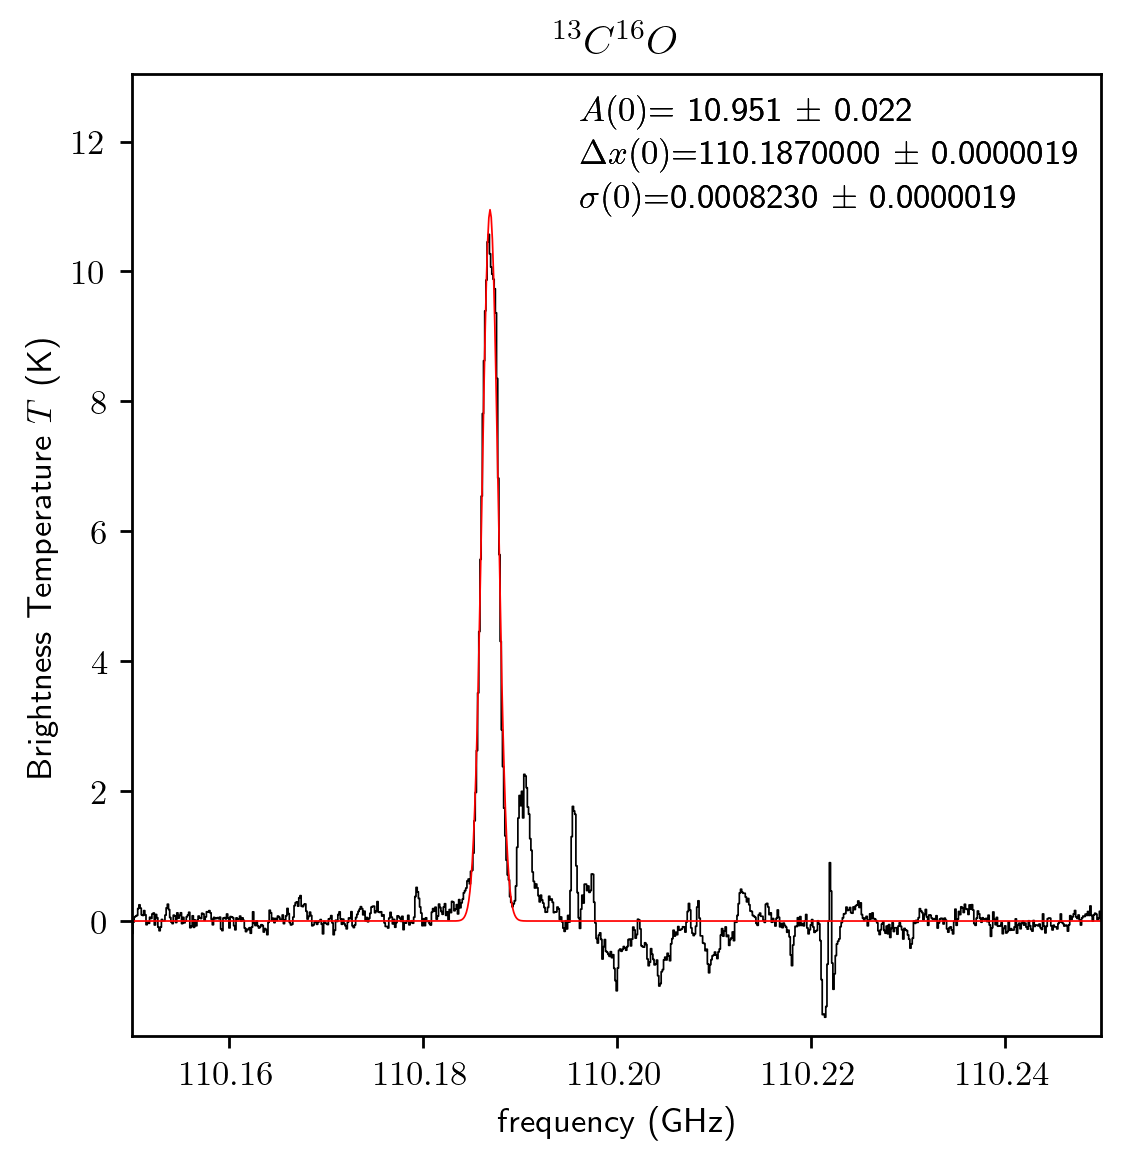 ¹³C¹⁶O
A(0)= 10.951 ± 0.022
Δx(0)=110.1870000 ± 0.0000019
σ(0)=0.0008230 ± 0.0000019
12
10
8
6
4
2
0
Brightness Temperature T (K)
110.16 110.18 110.20 110.22 110.24
frequency (GHz)